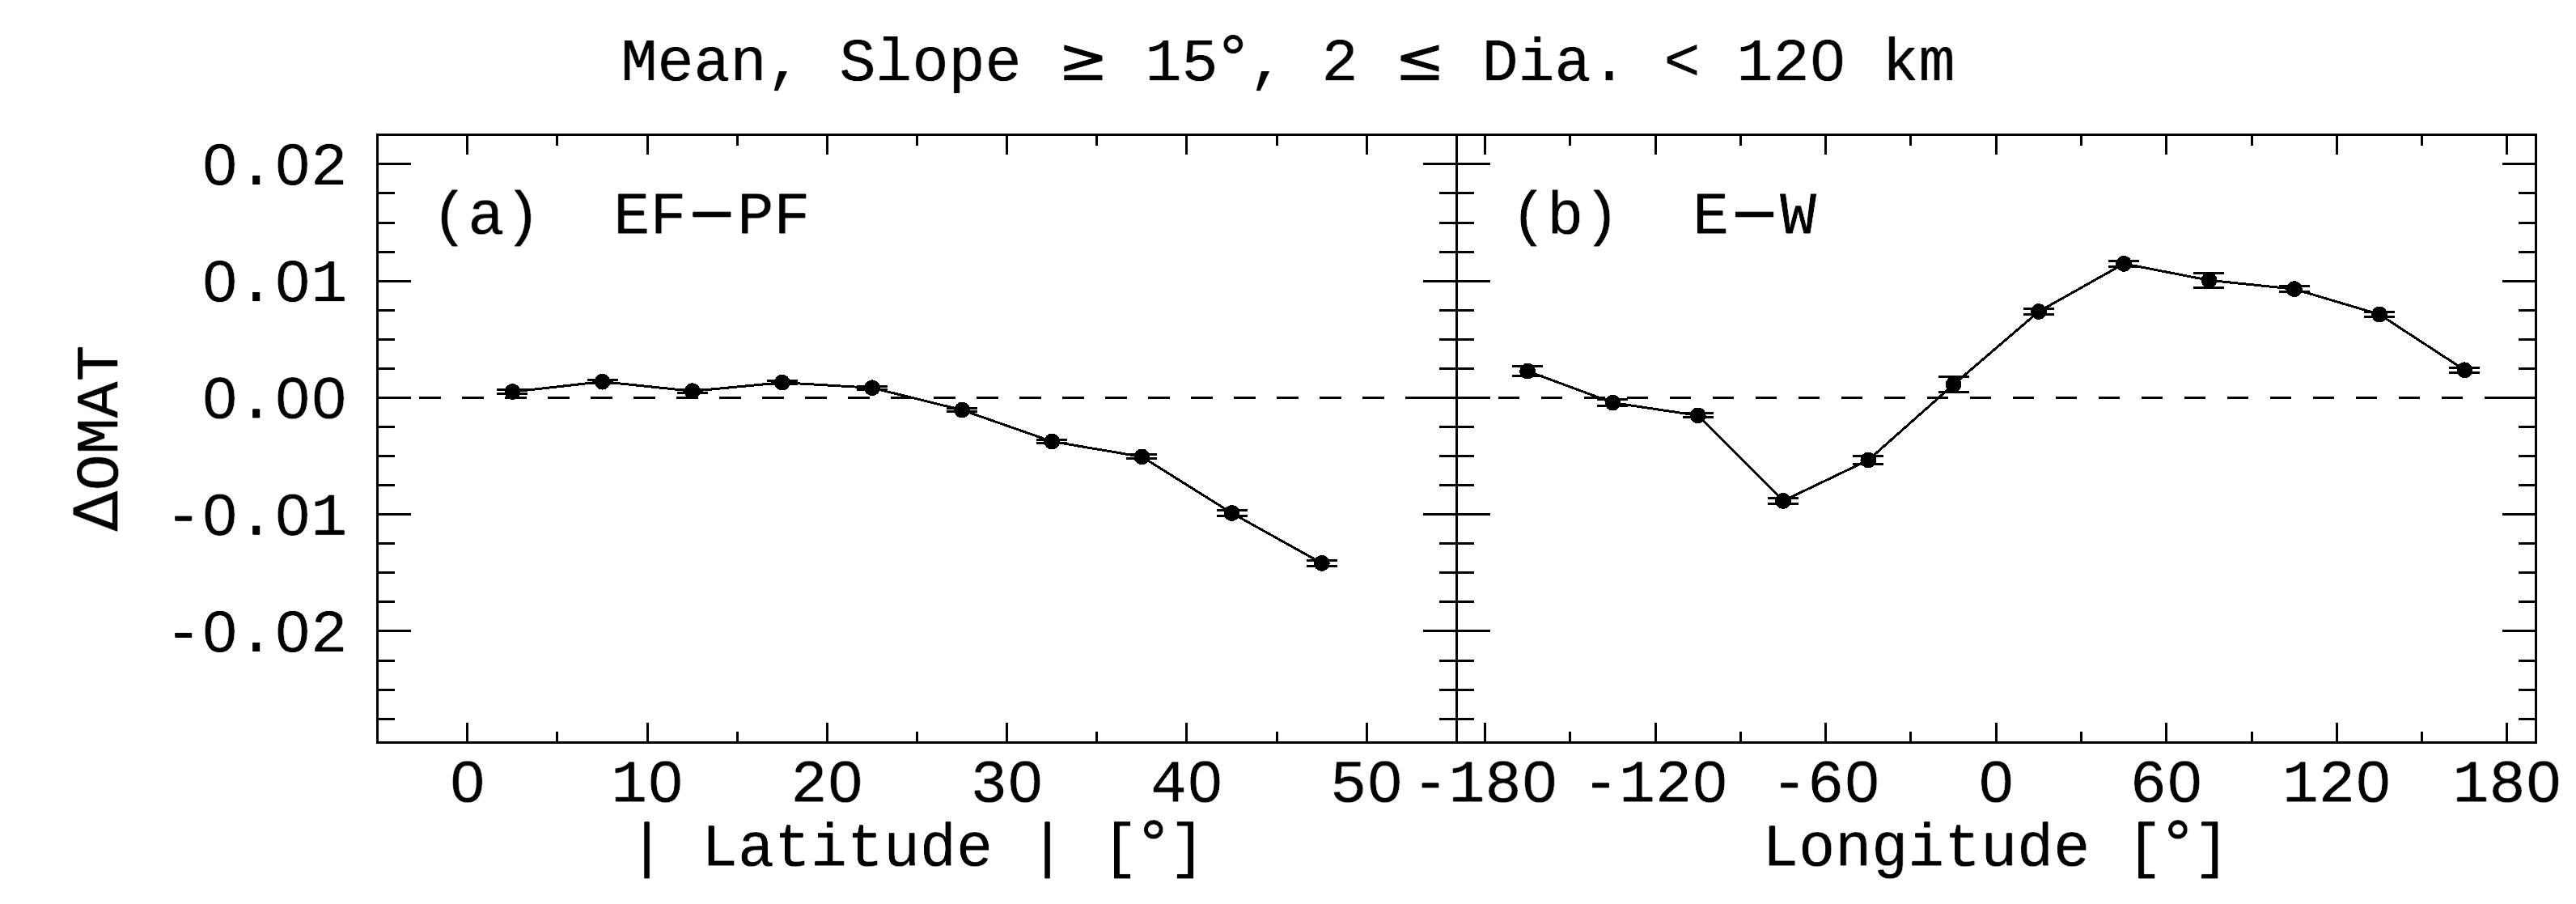 Mean, Slope ≥ 15°, 2 ≤ Dia. < 120 km
(a) EF−PF
(b) E−W
ΔOMAT
0.02
0.01
0.00
-0.01
-0.02
0 10 20 30 40 50
-180 -120 -60 0 60 120 180
| Latitude | [°]
Longitude [°]